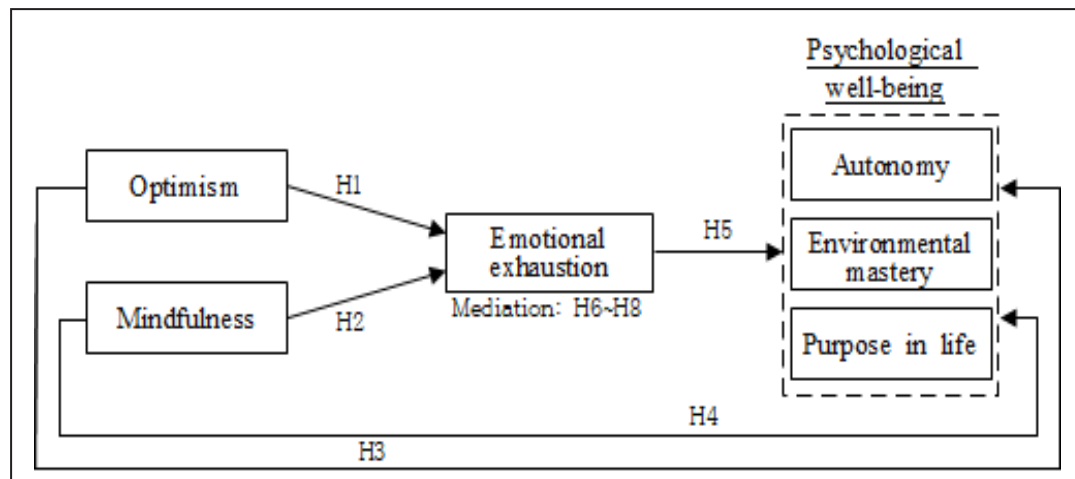 Psychological
well-being
Autonomy
Optimism
H1
Emotional
exhaustion
H5
Environmental
mastery
Mindfulness
H2
Mediation: H6~H8
Purpose in life
H4
H3